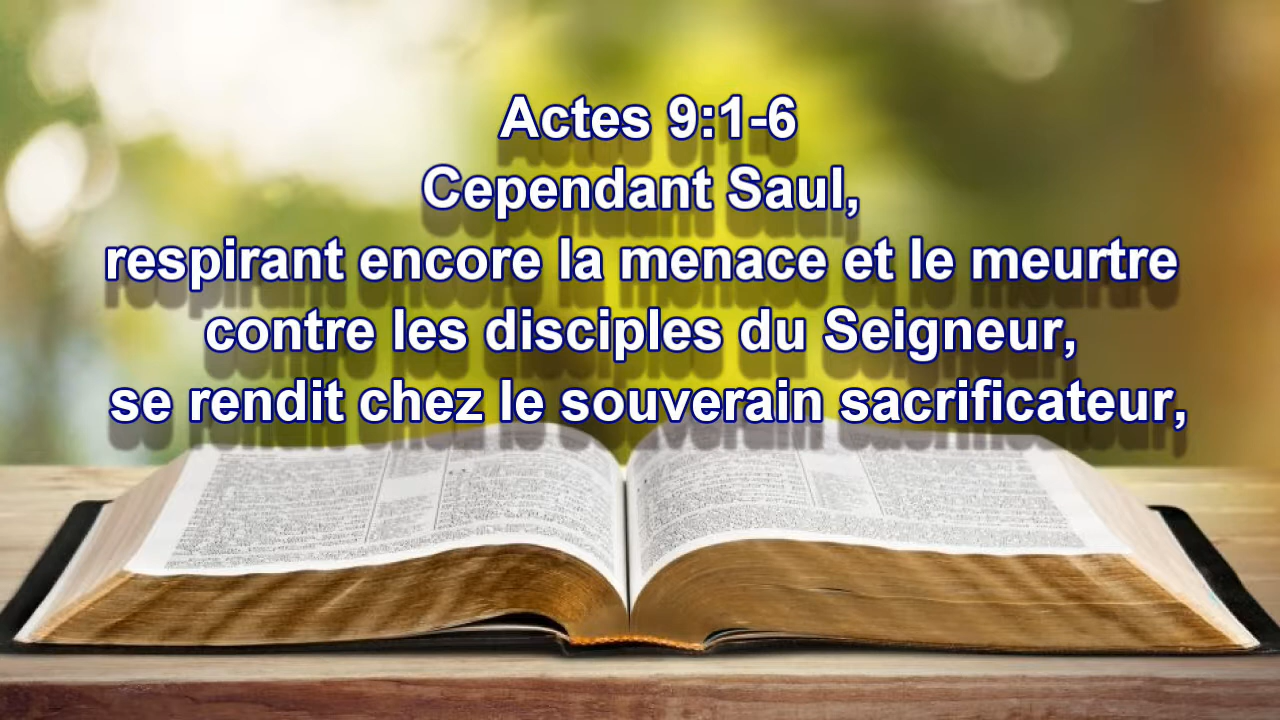 Actes 9:1-6
Cependant Saul,
respirant encore la menace et le meurtre
contre les disciples du Seigneur,
se rendit chez le souverain sacrificateur,